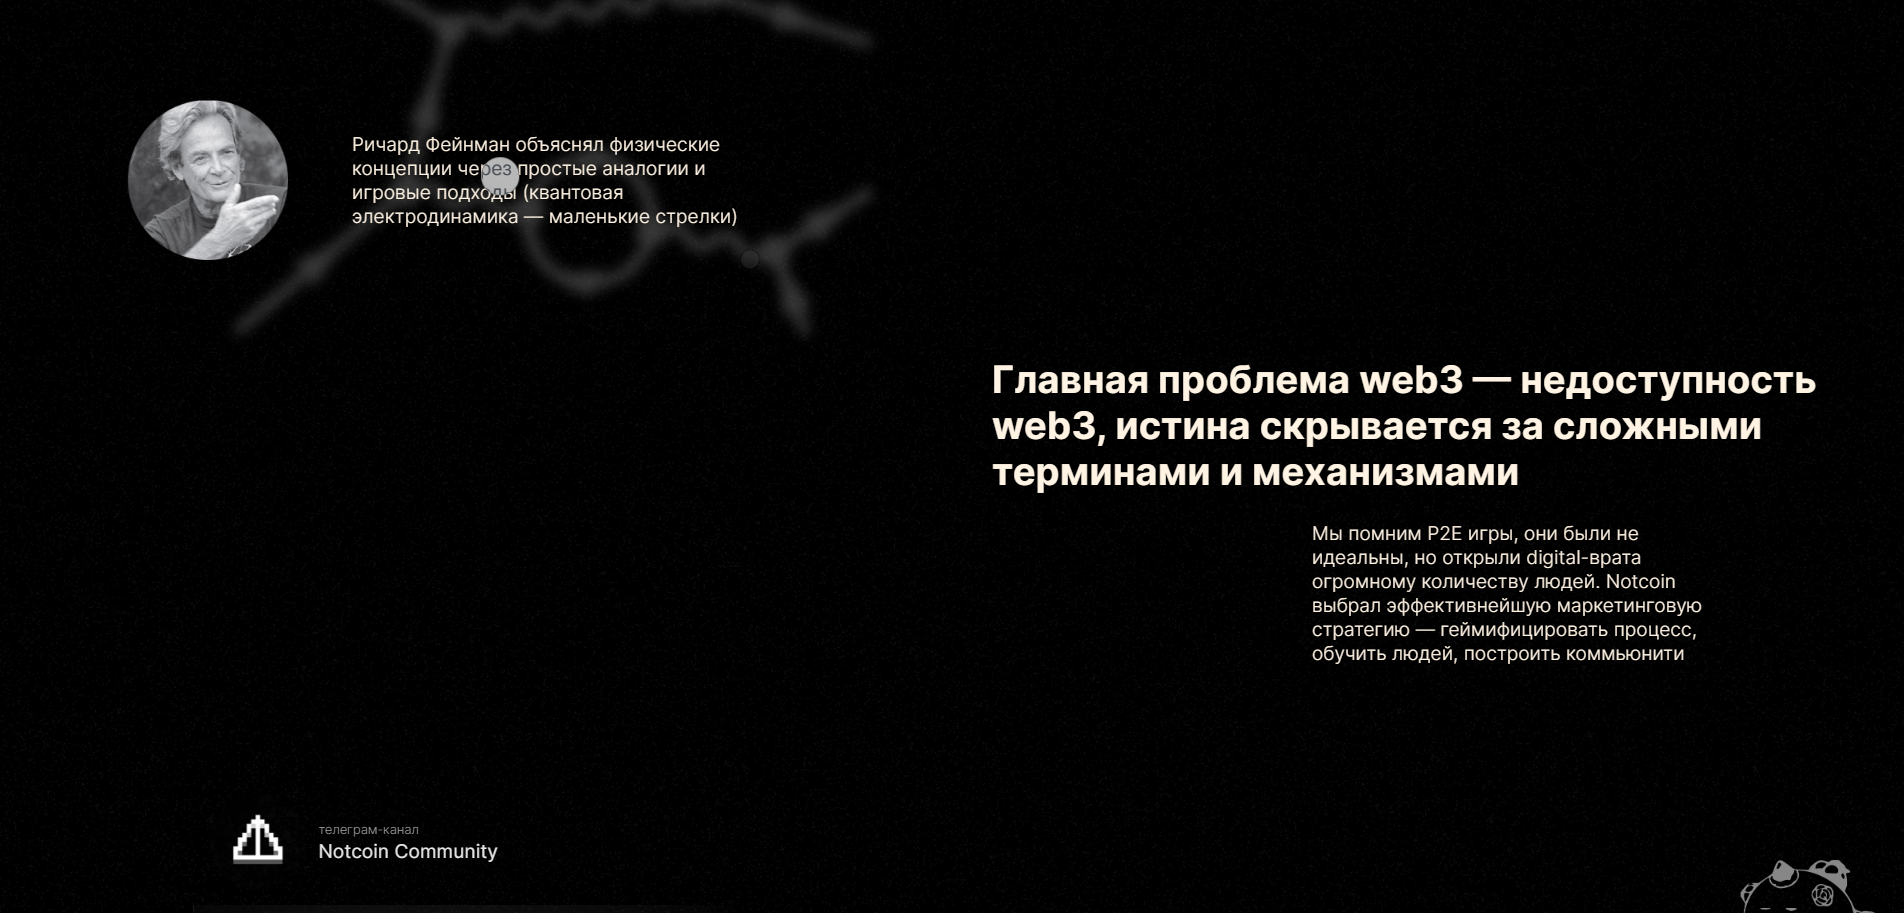 Ричард Фейнман объяснял физические
концепции через простые аналогии и
игровые подходы (квантовая
электродинамика — маленькие стрелки)
Главная проблема web3 — недоступность
web3, истина скрывается за сложными
терминами и механизмами
Мы помним P2E игры, они были не
идеальны, но открыли digital-врата
огромному количеству людей. Notcoin
выбрал эффективнейшую маркетинговую
стратегию — геймифицировать процесс,
обучить людей, построить коммьюнити
телеграм-канал
Notcoin Community